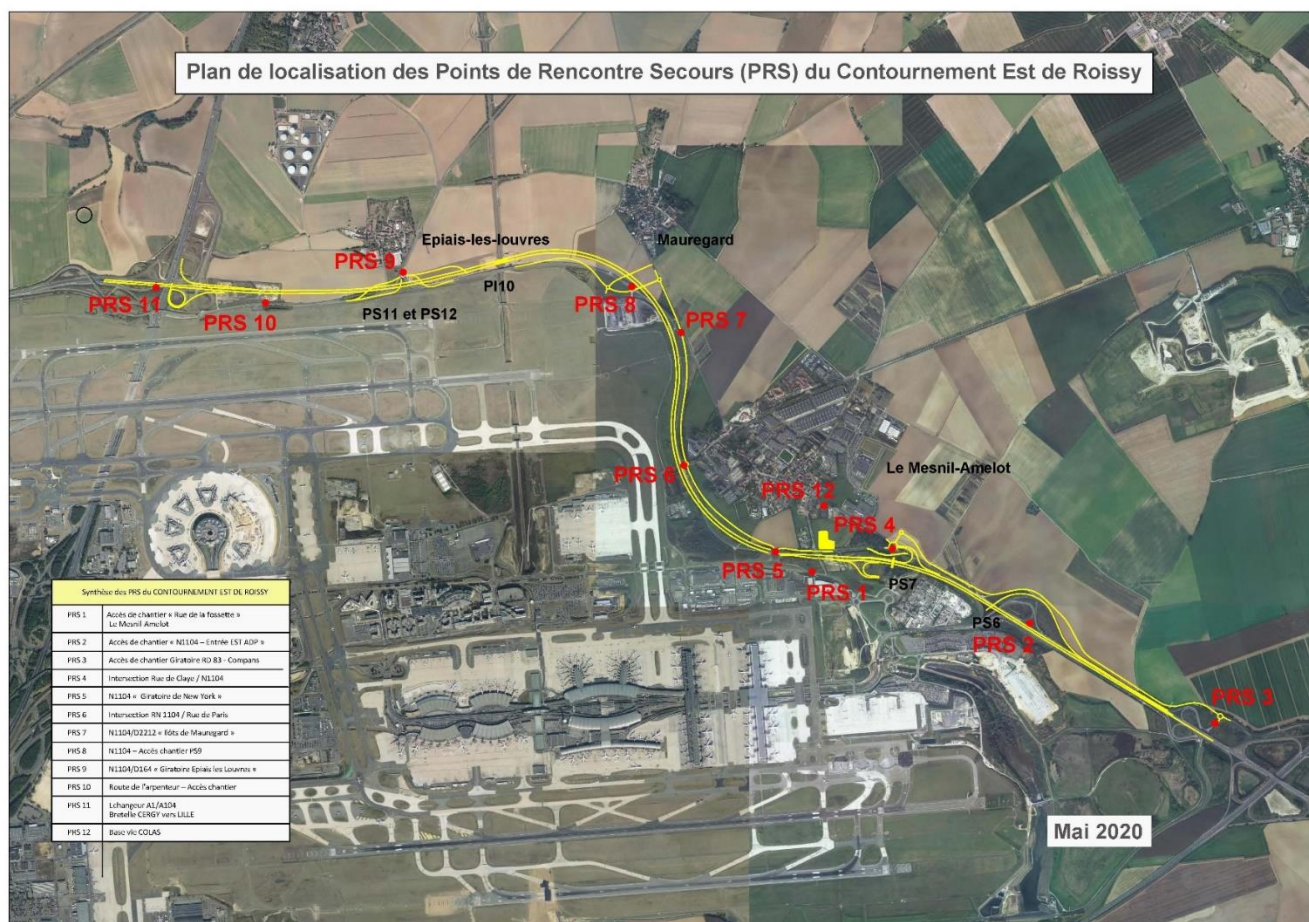 Plan de localisation des Points de Rencontre Secours (PRS) du Contournement Est de Roissy
Epiais-les-louvres
Mauregard
PRS 9
PI10
PRS 8
PRS 11
PRS 10
PS11 et PS12
PRS 7
PRS 6
Le Mesnil-Amelot
PRS 12
PRS 4
PRS 5
PRS 1
PS7
PS6
PRS 2
PRS 3
Synthèse des PRS du CONTOURNEMENT EST DE ROISSY
PRS 1 Accès de chantier « Rue de la fossette »
Le Mesnil Amelot
PRS 2 Accès de chantier « N1104 – Entrée EST ADP »
PRS 3 Accès de chantier Giratoire RD 83 - Compans
PRS 4 Intersection Rue de Claye / N1104
PRS 5 N1104 « Giratoire de New York »
PRS 6 Intersection RN 1104 / Rue de Paris
PRS 7 N1104/D2212 « Ilôts de Mauregard »
PRS 8 N1104 – Accès chantier PS9
PRS 9 N1104/D164 « Giratoire Epiais les Louvres »
PRS 10 Route de l'arpenteur – Accès chantier
PRS 11 Echangeur A1/A104
Bretelle CERGY vers LILLE
PRS 12 Base vie COLAS
Mai 2020